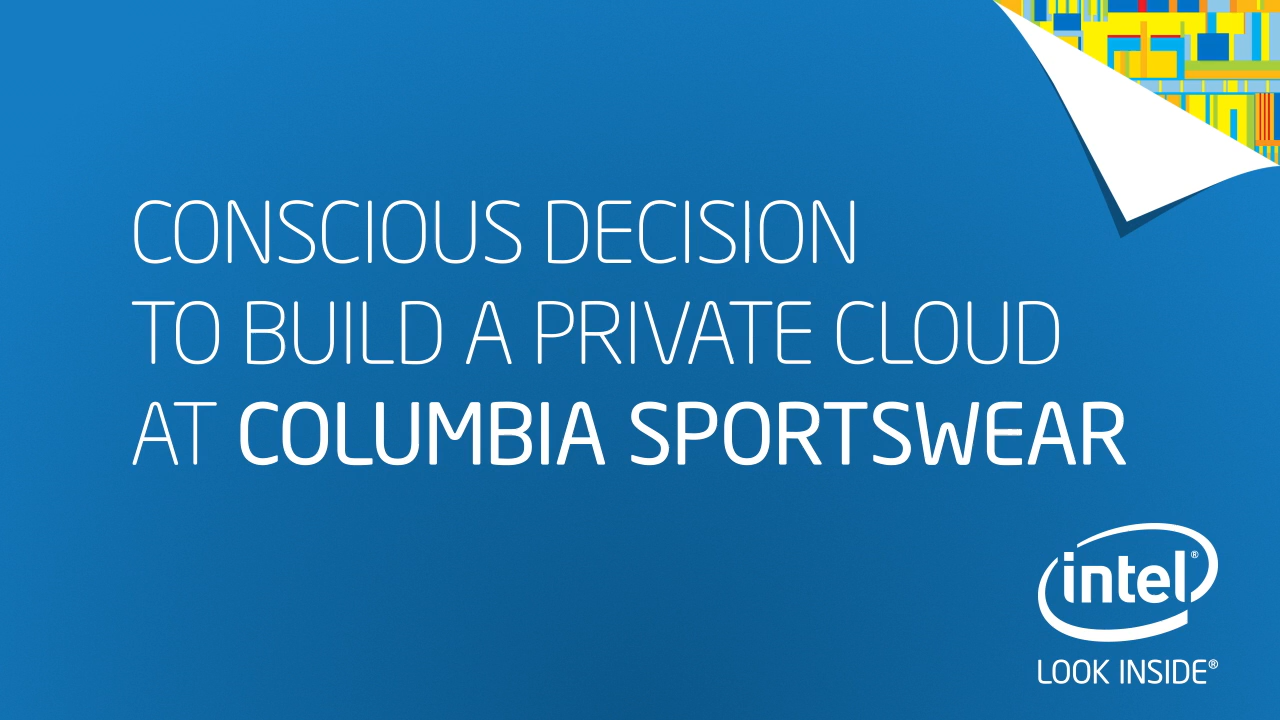 CONSCIOUS DECISION
TO BUILD A PRIVATE CLOUD
AT COLUMBIA SPORTSWEAR
intel®
LOOK INSIDE®